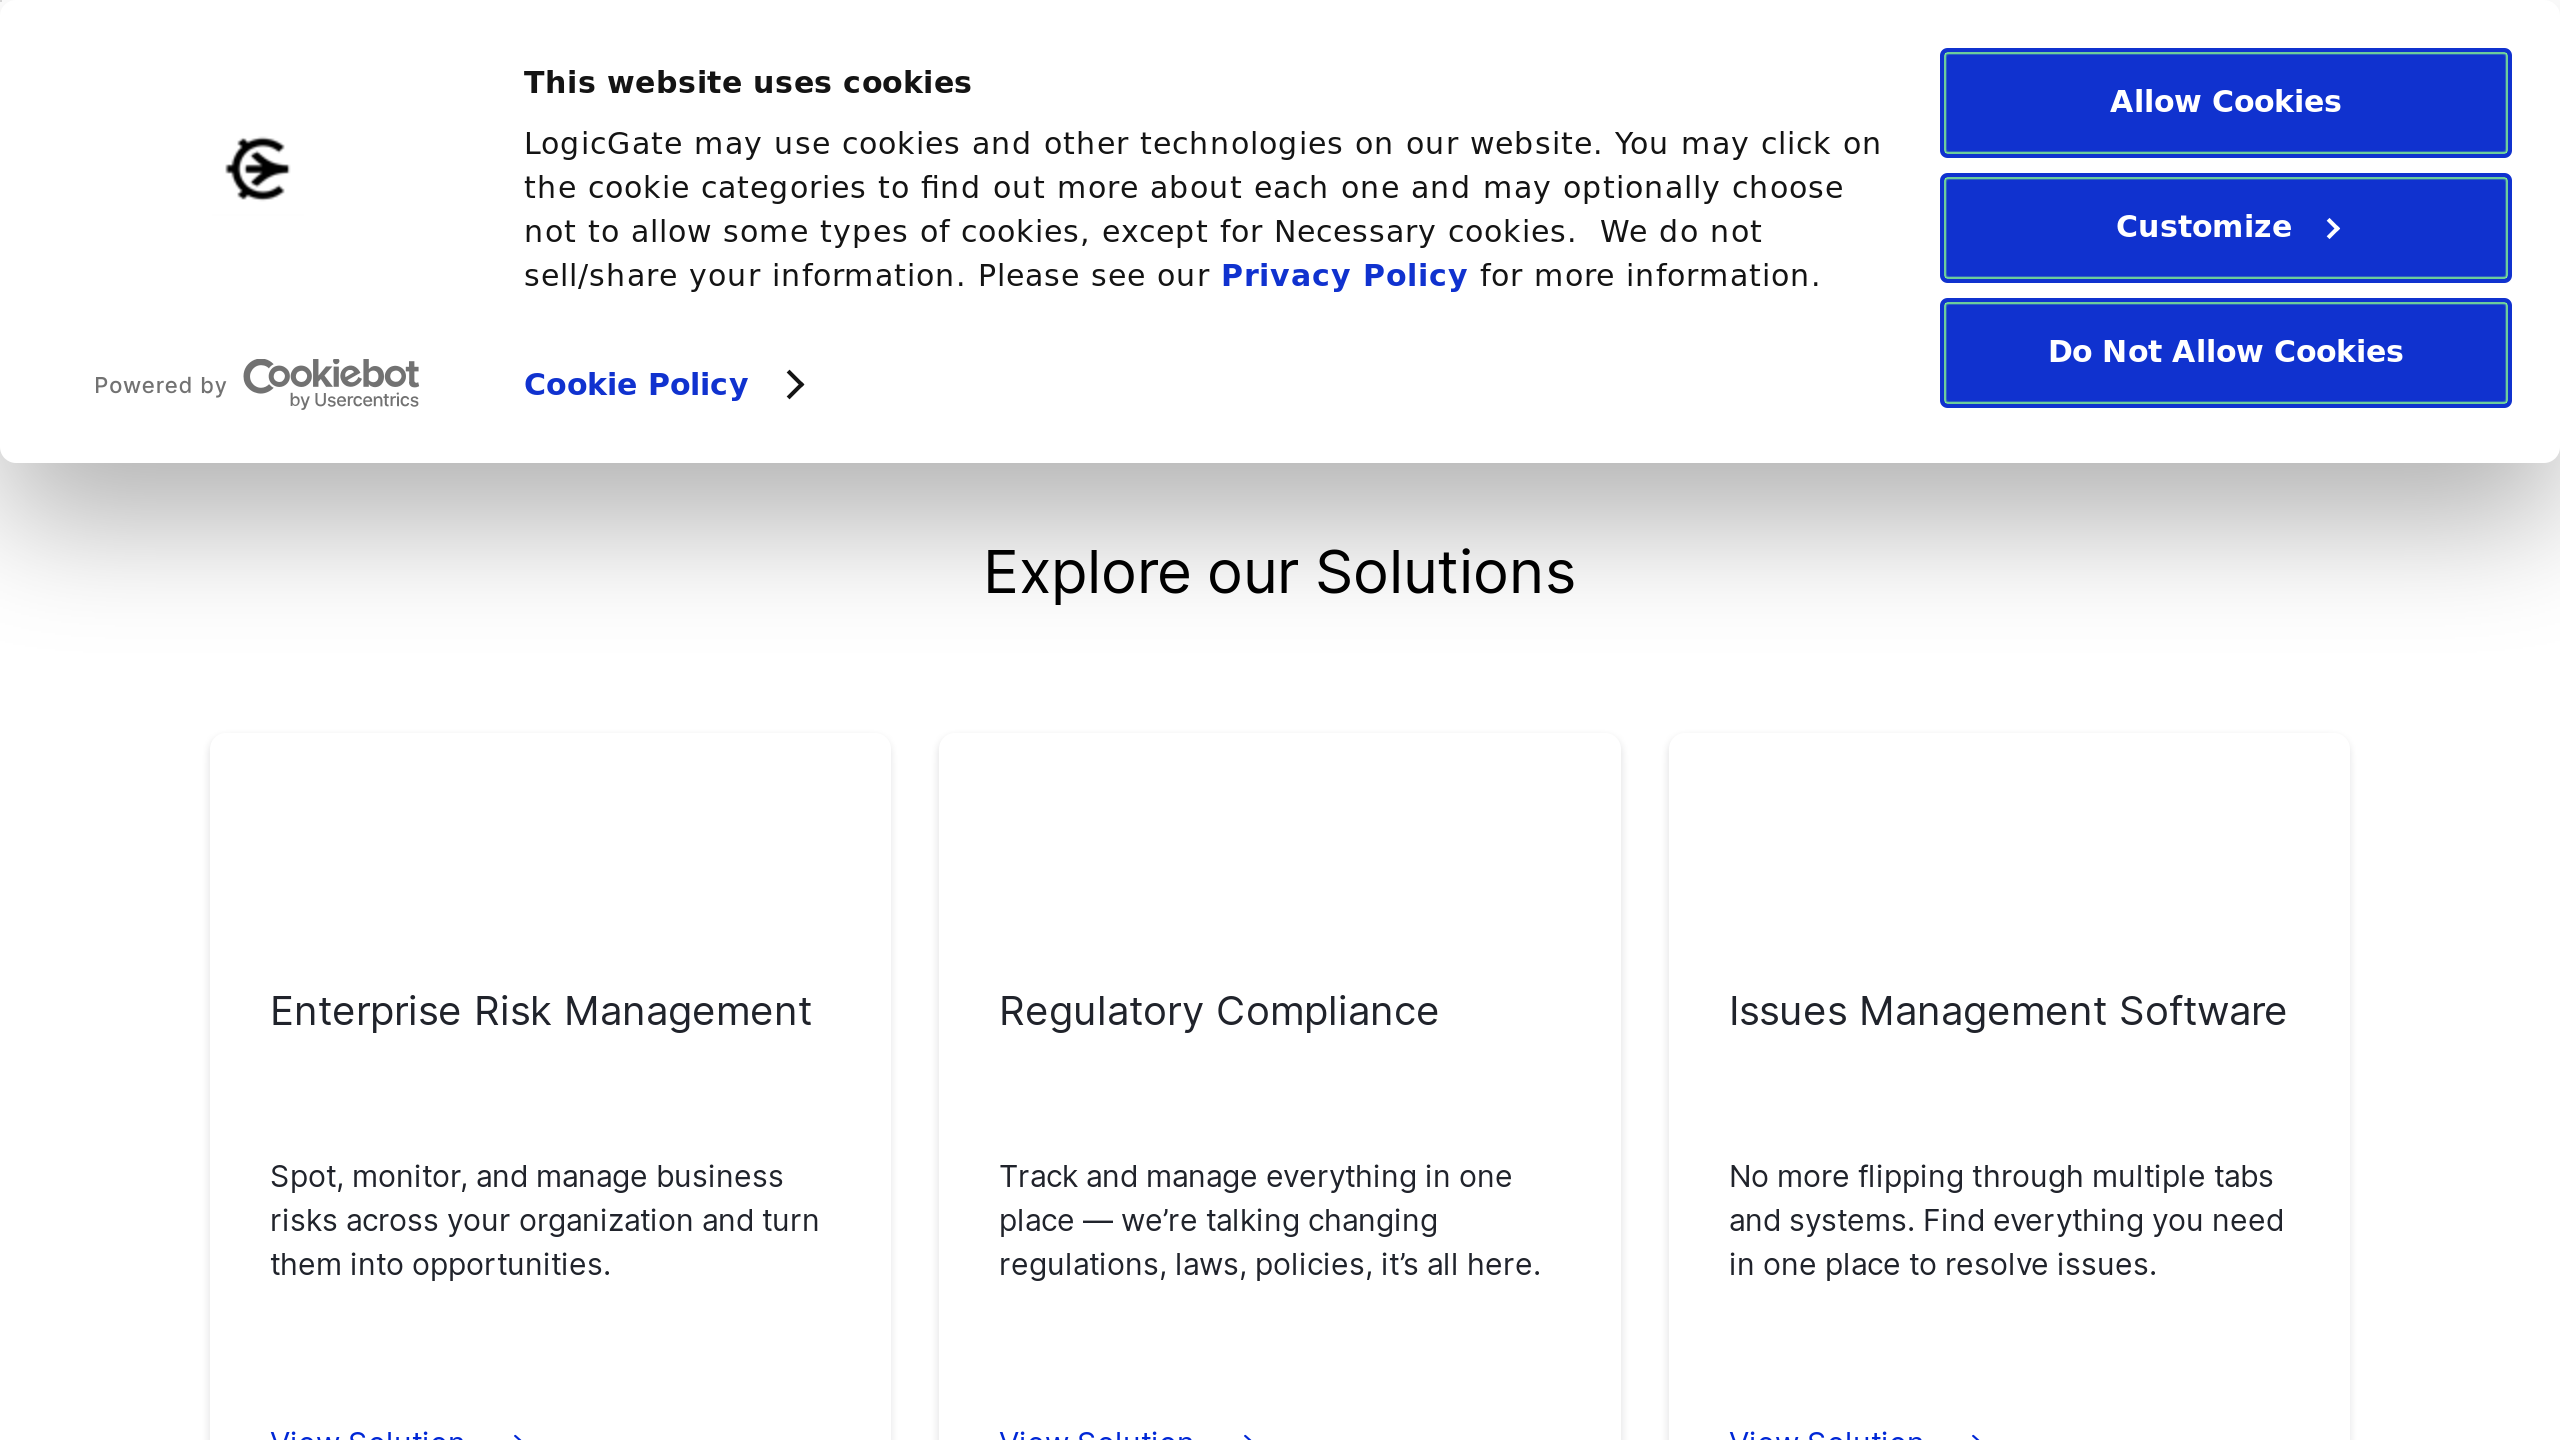 This website uses cookies
LogicGate may use cookies and other technologies on our website. You may click on
the cookie categories to find out more about each one and may optionally choose
not to allow some types of cookies, except for Necessary cookies.  We do not
sell/share your information. Please see our Privacy Policy for more information.
Powered by Cookiebot
by Usercentrics
Cookie Policy
Allow Cookies
Customize
Do Not Allow Cookies
Explore our Solutions
Enterprise Risk Management
Spot, monitor, and manage business
risks across your organization and turn
them into opportunities.
View Solution
Regulatory Compliance
Track and manage everything in one
place — we’re talking changing
regulations, laws, policies, it’s all here.
View Solution
Issues Management Software
No more flipping through multiple tabs
and systems. Find everything you need
in one place to resolve issues.
View Solution